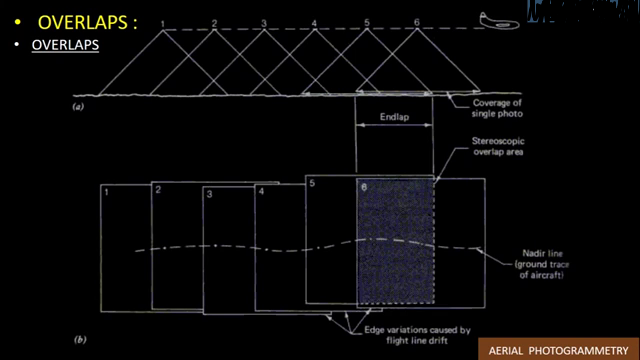 OVERLAPS :
OVERLAPS
1 2 3 4 5 6
(a)
Coverage of
single photo
Endlap
Stereoscopic
overlap area
1 2 3 4 5 6
Nadir line
(ground trace
of aircraft)
(b)
Edge variations caused by
flight line drift
AERIAL PHOTOGRAMMETRY